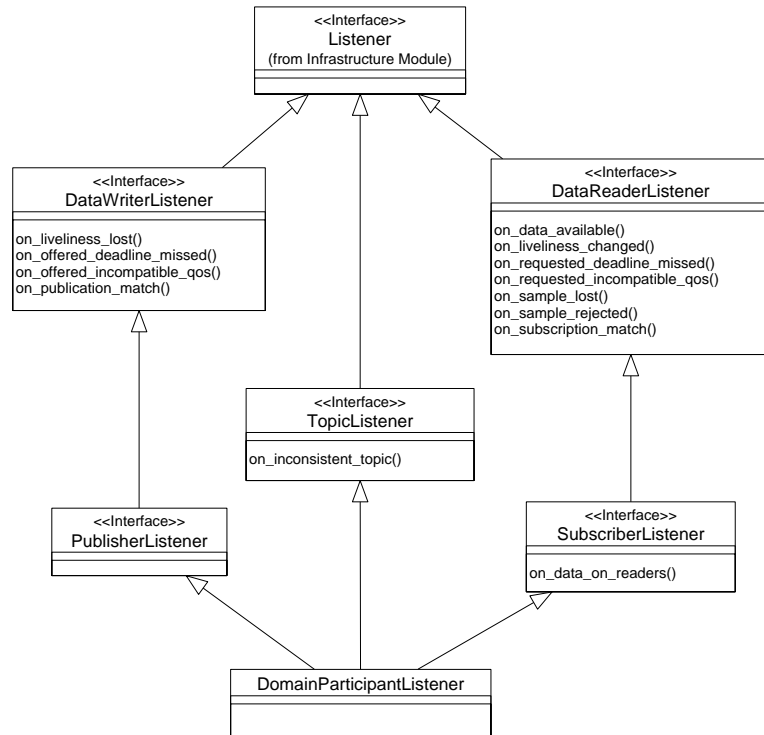 <<Interface>>
Listener
(from Infrastructure Module)
<<Interface>>
DataWriterListener
on_liveliness_lost()
on_offered_deadline_missed()
on_offered_incompatible_qos()
on_publication_match()
<<Interface>>
DataReaderListener
on_data_available()
on_liveliness_changed()
on_requested_deadline_missed()
on_requested_incompatible_qos()
on_sample_lost()
on_sample_rejected()
on_subscription_match()
<<Interface>>
TopicListener
on_inconsistent_topic()
<<Interface>>
PublisherListener
<<Interface>>
SubscriberListener
on_data_on_readers()
DomainParticipantListener